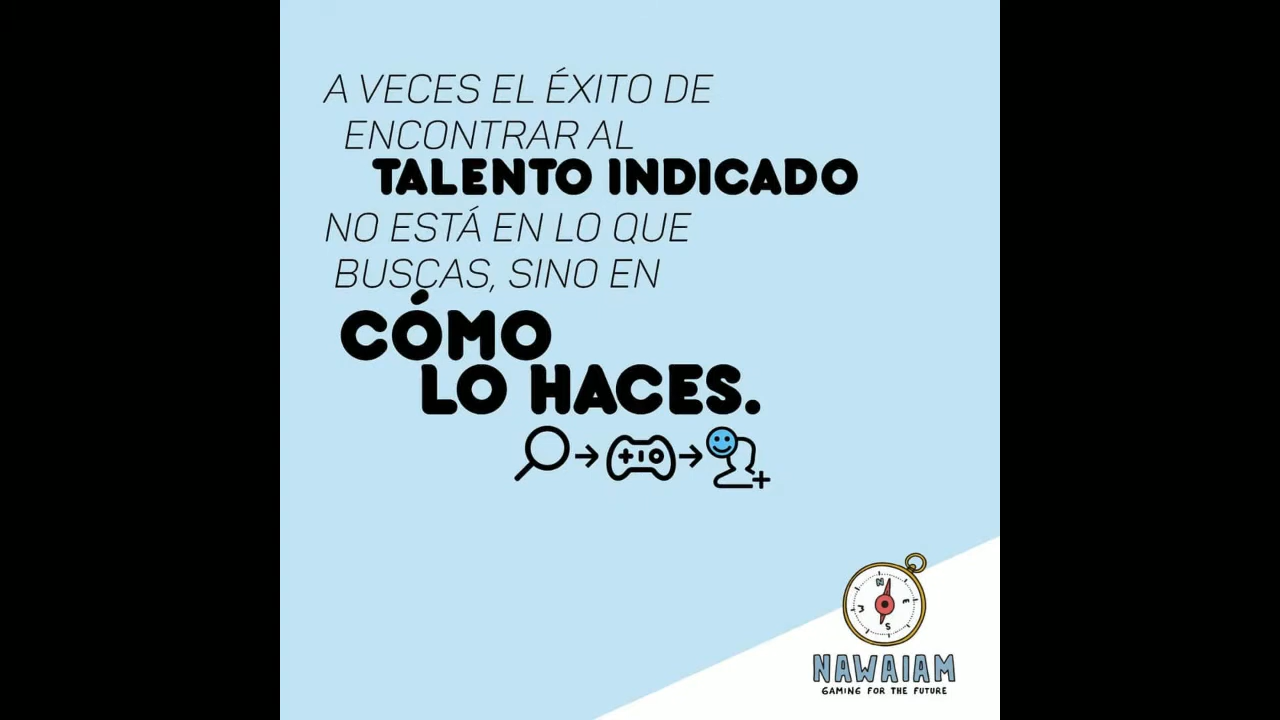 A VECES EL ÉXITO DE
ENCONTRAR AL
TALENTO INDICADO
NO ESTÁ EN LO QUE
BUSCAS, SINO EN
CÓMO
LO HACES.
N
E
W
S
NAWAIAM
GAMING FOR THE FUTURE